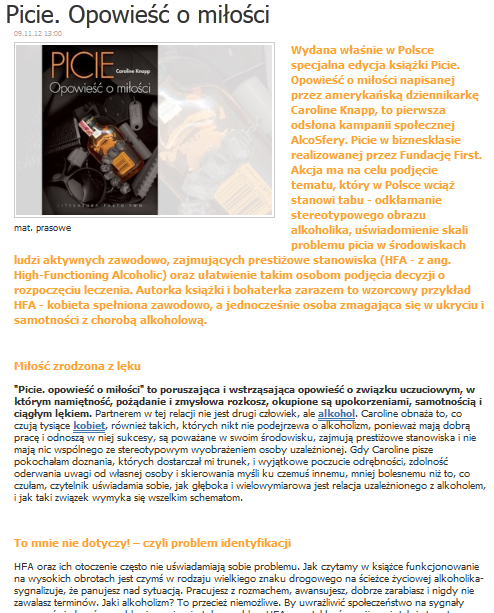 Picie. Opowieść o miłości
09.11.12 13:00
PICIE
Caroline Knapp
Opowieść o miłości
mat. prasowe
Wydana właśnie w Polsce
specjalna edycja książki Picie.
Opowieść o miłości napisanej
przez amerykańską dziennikarkę
Caroline Knapp, to pierwsza
odsłona kampanii społecznej
AlcoSfery. Picie w biznesklasie
realizowanej przez Fundację First.
Akcja ma na celu podjęcie
tematu, który w Polsce wciąż
stanowi tabu - odkłamanie
stereotypowego obrazu
alkoholika, uświadomienie skali
problemu picia w środowiskach
ludzi aktywnych zawodowo, zajmujących prestiżowe stanowiska (HFA - z ang.
High-Functioning Alcoholic) oraz ułatwienie takim osobom podjęcia decyzji o
rozpoczęciu leczenia. Autorka książki i bohaterka zarazem to wzorcowy przykład
HFA - kobieta spełniona zawodowo, a jednocześnie osoba zmagająca się w ukryciu i
samotności z chorobą alkoholową.
Miłość zrodzona z lęku
"Picie. opowieść o miłości" to poruszająca i wstrząsająca opowieść o związku uczuciowym, w
którym namiętność, pożądanie i zmysłowa rozkosz, okupione są upokorzeniami, samotnością i
ciągłym lękiem. Partnerem w tej relacji nie jest drugi człowiek, ale alkohol. Caroline obnaża to, co
czują tysiące kobiet, również takich, których nikt nie podejrzewa o alkoholizm, ponieważ mają dobrą
pracę i odnoszą w niej sukcesy, są poważane w swoim środowisku, zajmują prestiżowe stanowiska i nie
mają nic wspólnego ze stereotypowym wyobrażeniem osoby uzależnionej. Gdy Caroline pisze
pokochałam doznania, których dostarczał mi trunek, i wyjątkowe poczucie odrębności, zdolność
oderwania uwagi od własnej osoby i skierowania myśli ku czemuś innemu, mniej bolesnemu niż to, co
czułam, czytelnik uświadamia sobie, jak głęboka i wielowymiarowa jest relacja uzależnionego z alkoholem,
i jak taki związek wymyka się wszelkim schematom.
To mnie nie dotyczy! – czyli problem identyfikacji
HFA oraz ich otoczenie często nie uświadamiają sobie problemu. Jak czytamy w książce funkcjonowanie
na wysokich obrotach jest czymś w rodzaju wielkiego znaku drogowego na ścieżce życiowej alkoholika-
sygnalizuje, że panujesz nad sytuacją. Pracujesz z rozmachem, awansujesz, dobrze zarabiasz i nigdy nie
zawalasz terminów. Jaki alkoholizm? To przecież niemożliwe. By uwrażliwić społeczeństwo na sygnały